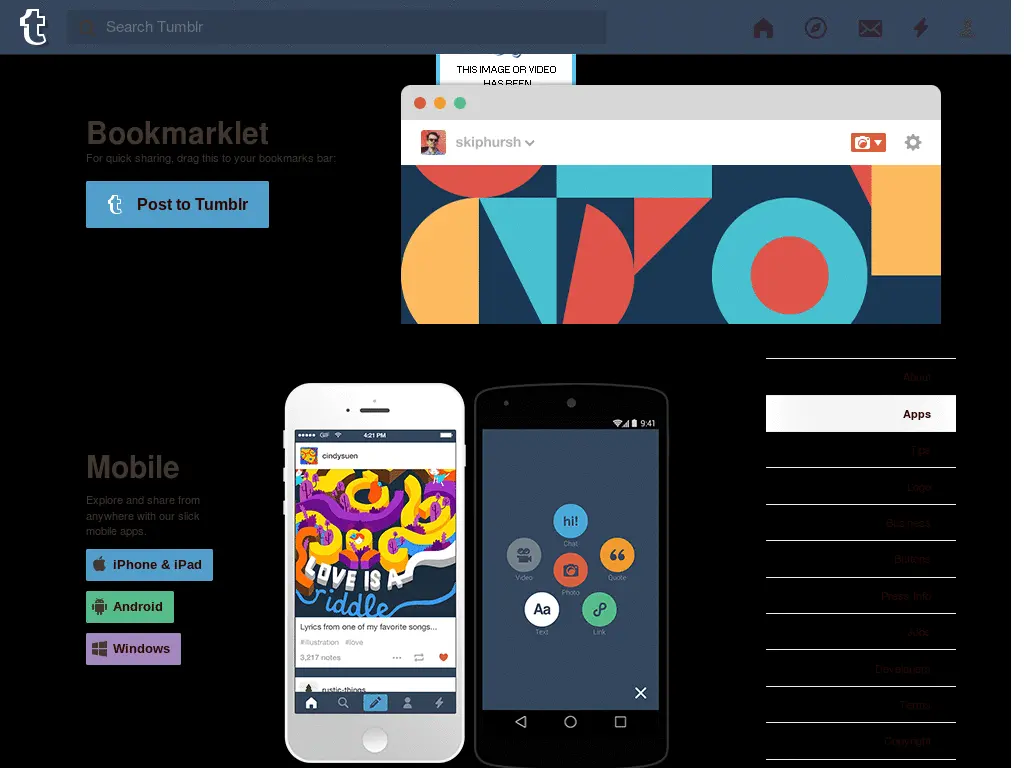 Search Tumblr
THIS IMAGE OR VIDEO
HAS BEEN
Bookmarklet
For quick sharing, drag this to your bookmarks bar:
Post to Tumblr
skiphursh
About
Apps
Tips
Logo
Business
Buttons
Press Info
Jobs
Developers
Terms
Copyright
Mobile
Explore and share from
anywhere with our slick
mobile apps.
iPhone & iPad
Android
Windows
GIF
4:21 PM
cindysuen
LOVE IS A
riddle
Lyrics from one of my favorite songs...
#illustration #love
3,217 notes
rustic-things
9:41
hi!
Chat
Video
Quote
Photo
Aa
Text
Link